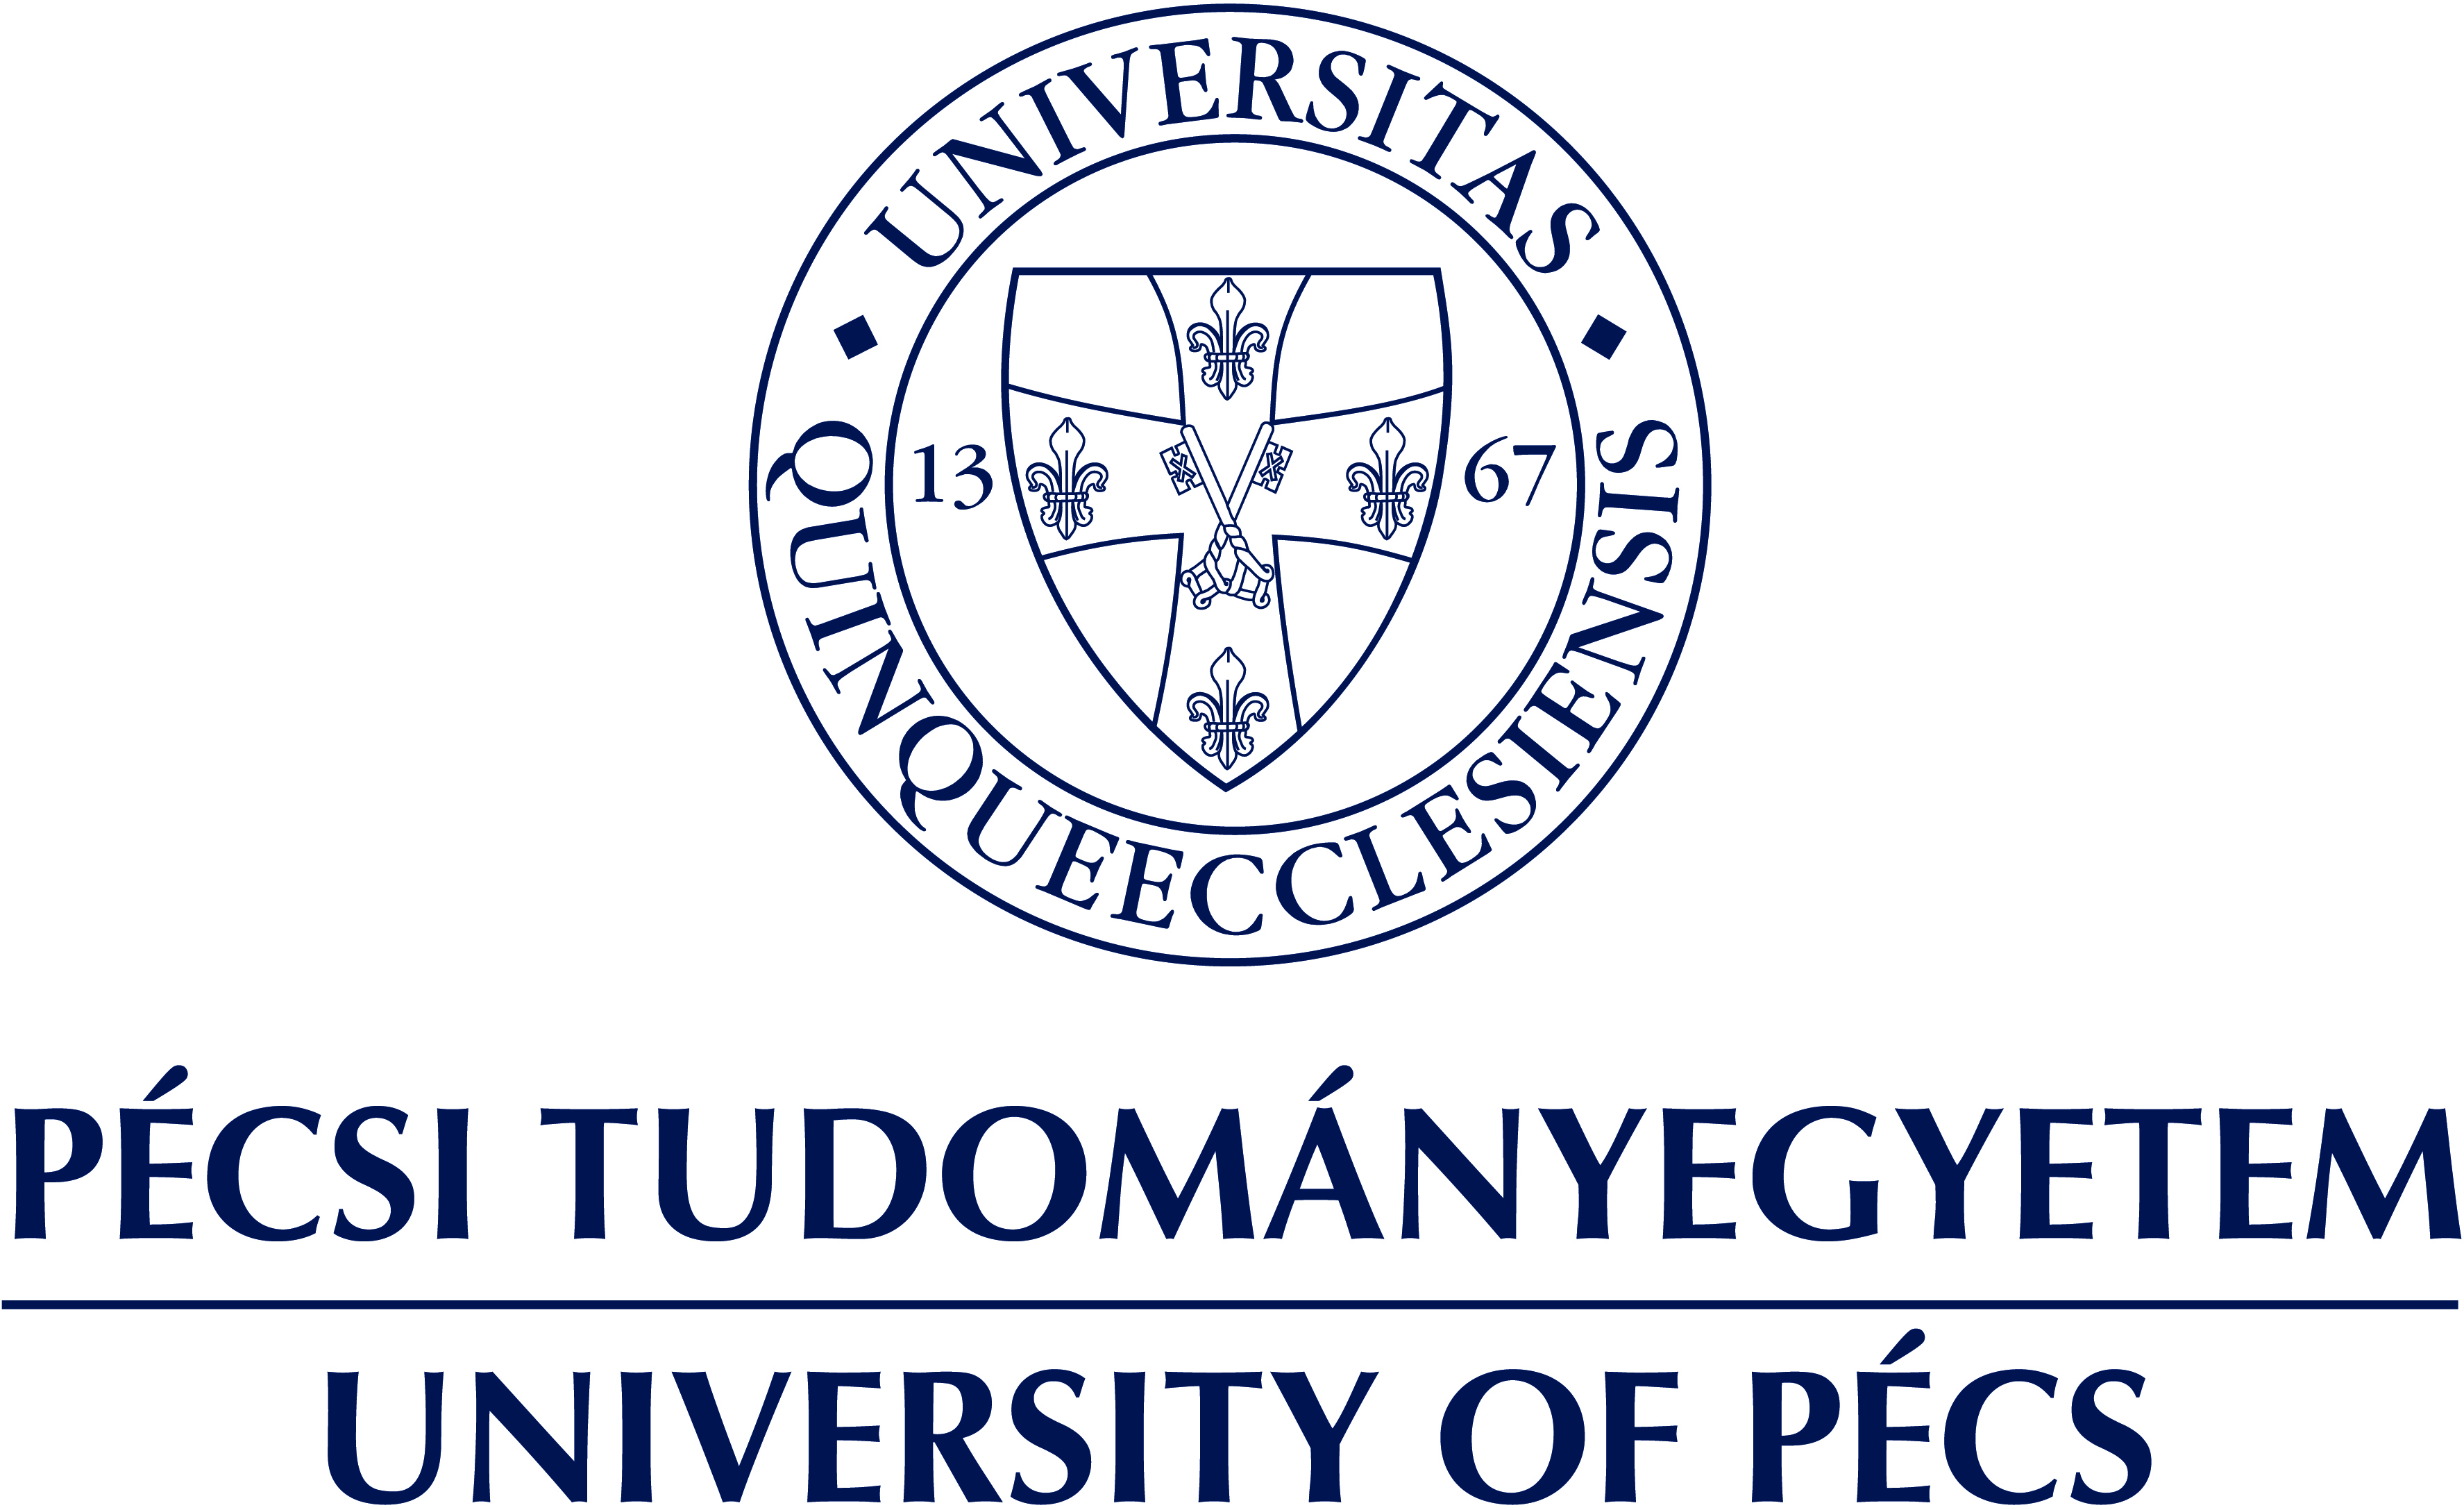 UNIVERSITAS
QUINQUEECCLESIENSIS
13 67
PÉCSI TUDOMÁNYEGYETEM
UNIVERSITY OF PÉCS